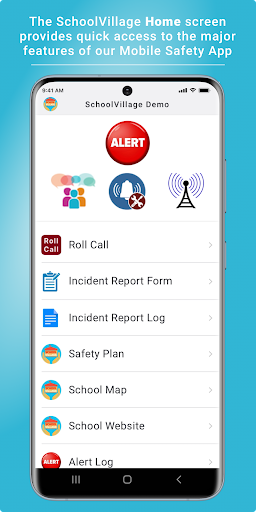 The SchoolVillage Home screen
provides quick access to the major
features of our Mobile Safety App
9:41 AM
SchoolVillage Demo
ALERT
Roll
Call
Roll Call
Incident Report Form
Incident Report Log
Safety Plan
School Map
School Website
ALERT
Alert Log